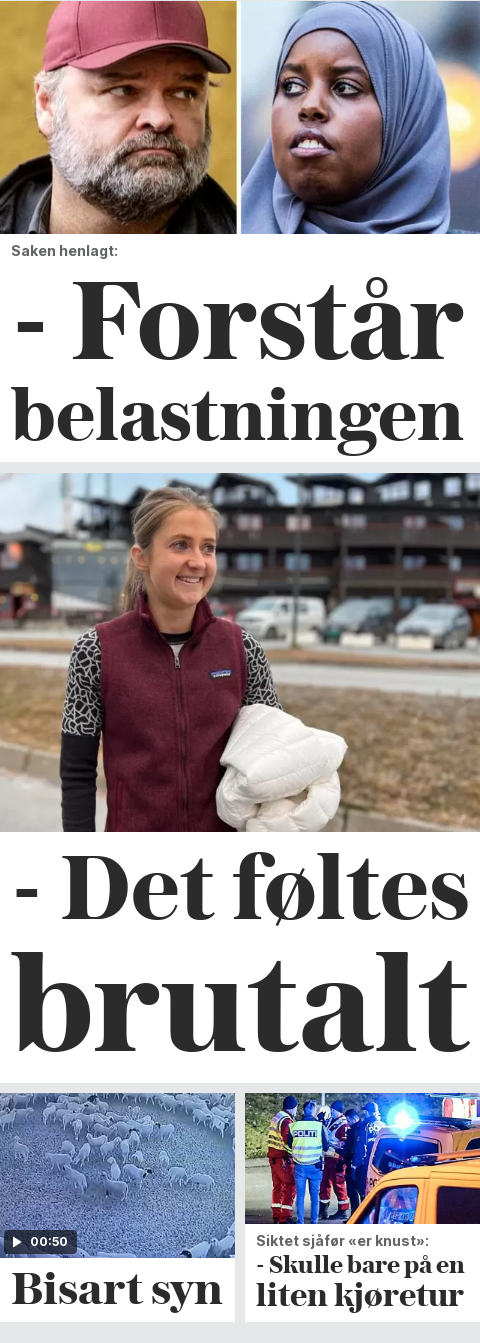 Saken henlagt:
- Forstår
belastningen
- Det føltes
brutalt
00:50
Bisart syn
POLITI
Siktet sjåfør «er knust»:
- Skulle bare på en
liten kjøretur